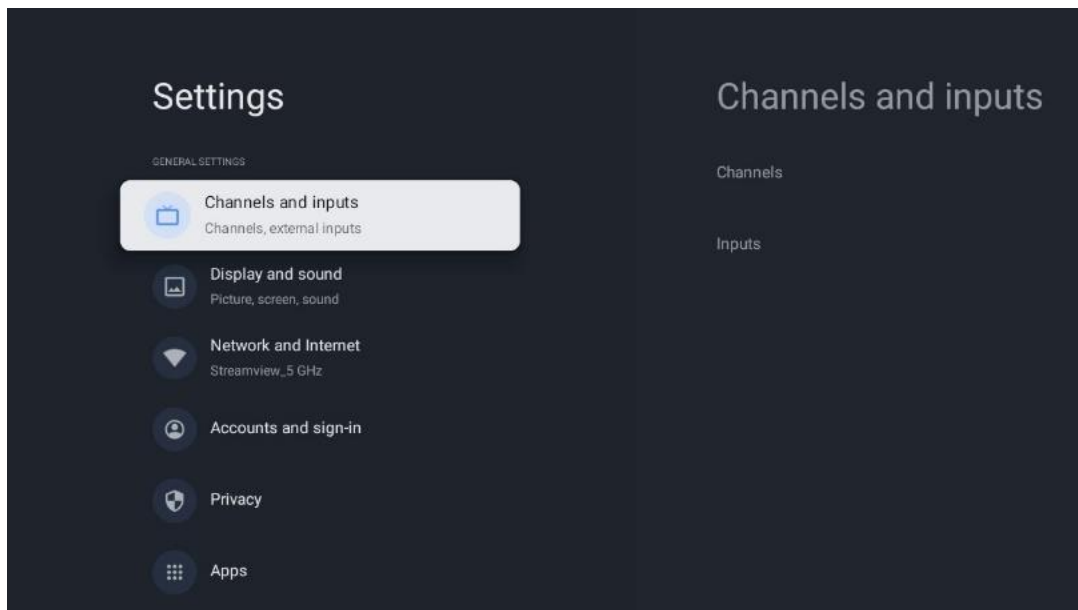 Settings
GENERAL SETTINGS
Channels and inputs
Channels, external inputs
Display and sound
Picture, screen, sound
Network and Internet
Streamview_5 GHz
Accounts and sign-in
Privacy
Apps
Channels and inputs
Channels
Inputs